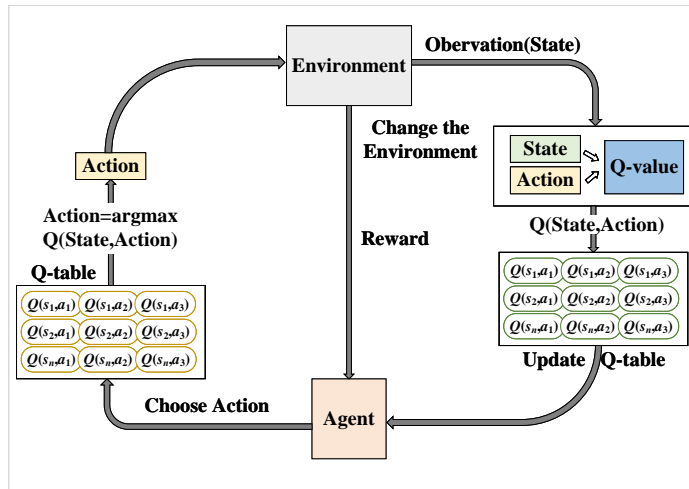 Obervation(State)
Environment
Change the
Environment
State
Action
Q-value
Action
Action=argmax
Q(State,Action)
Q(State,Action)
Reward
Q-table
Q(s1,a1) Q(s1,a2) Q(s1,a3)
Q(s2,a1) Q(s2,a2) Q(s2,a3)
Q(sn,a1) Q(sn,a2) Q(sn,a3)
Q(s1,a1) Q(s1,a2) Q(s1,a3)
Q(s2,a1) Q(s2,a2) Q(s2,a3)
Q(sn,a1) Q(sn,a2) Q(sn,a3)
Update Q-table
Choose Action
Agent